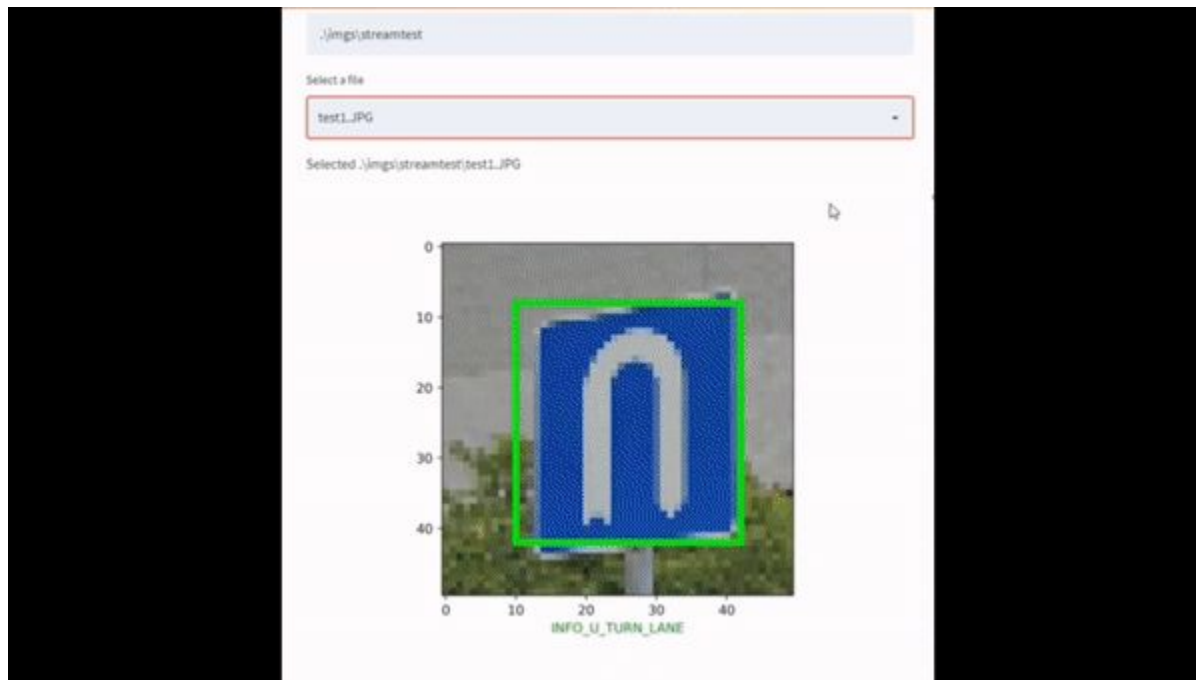 .\imgs\streamtest
Select a file
test1.JPG
Selected .\imgs\streamtest\test1.JPG
0
10
20
30
40
0 10 20 30 40
INFO_U_TURN_LANE